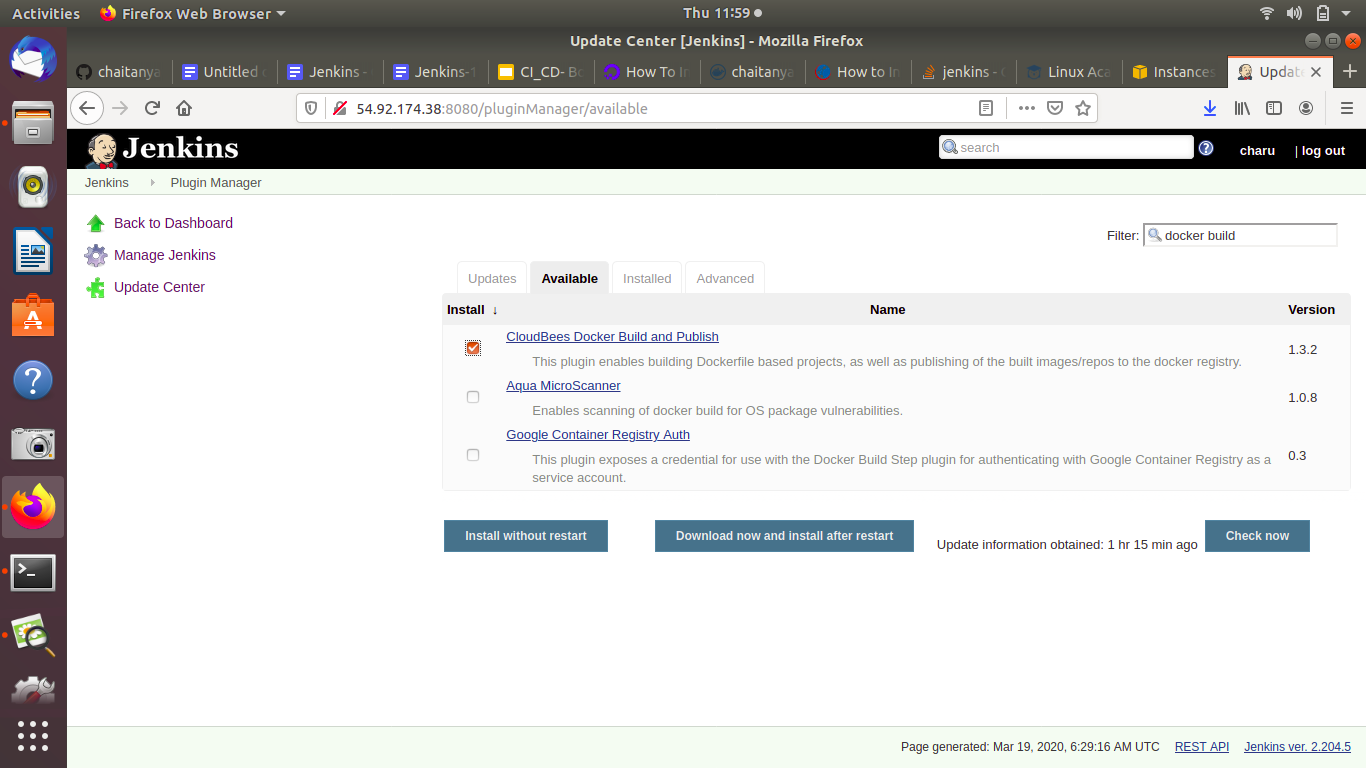 Activities Firefox Web Browser Thu 11:59
Update Center [Jenkins] - Mozilla Firefox
chaitanya Untitled Jenkins - Jenkins-1 CI_CD- Bo How To In chaitanya How to In jenkins - Linux Aca Instances Update
54.92.174.38:8080/pluginManager/available
Jenkins search charu | log out
Jenkins Plugin Manager
Back to Dashboard
Manage Jenkins
Update Center
Filter: docker build
Updates Available Installed Advanced
Install ↓ Name Version
CloudBees Docker Build and Publish
This plugin enables building Dockerfile based projects, as well as publishing of the built images/repos to the docker registry.
1.3.2
Aqua MicroScanner
Enables scanning of docker build for OS package vulnerabilities.
1.0.8
Google Container Registry Auth
This plugin exposes a credential for use with the Docker Build Step plugin for authenticating with Google Container Registry as a
service account.
0.3
Install without restart Download now and install after restart Update information obtained: 1 hr 15 min ago Check now
Page generated: Mar 19, 2020, 6:29:16 AM UTC REST API Jenkins ver. 2.204.5